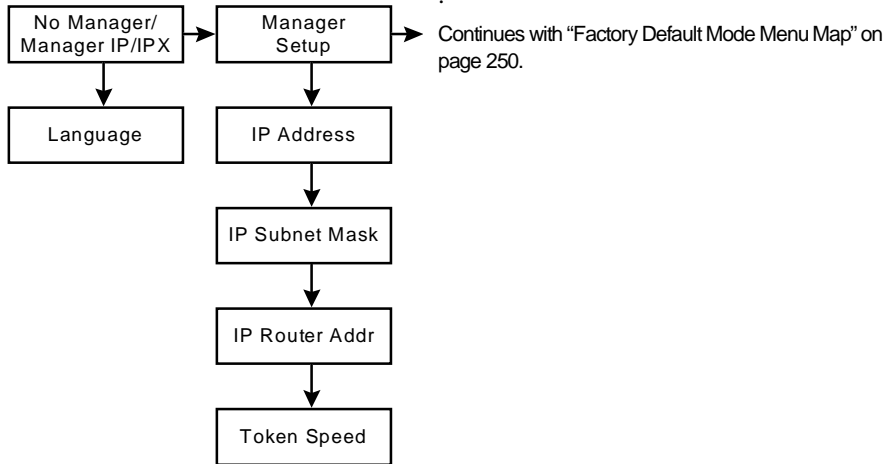 .
No Manager/
Manager IP/IPX
Manager
Setup
Continues with “Factory Default Mode Menu Map” on
page 250.
Language
IP Address
IP Subnet Mask
IP Router Addr
Token Speed